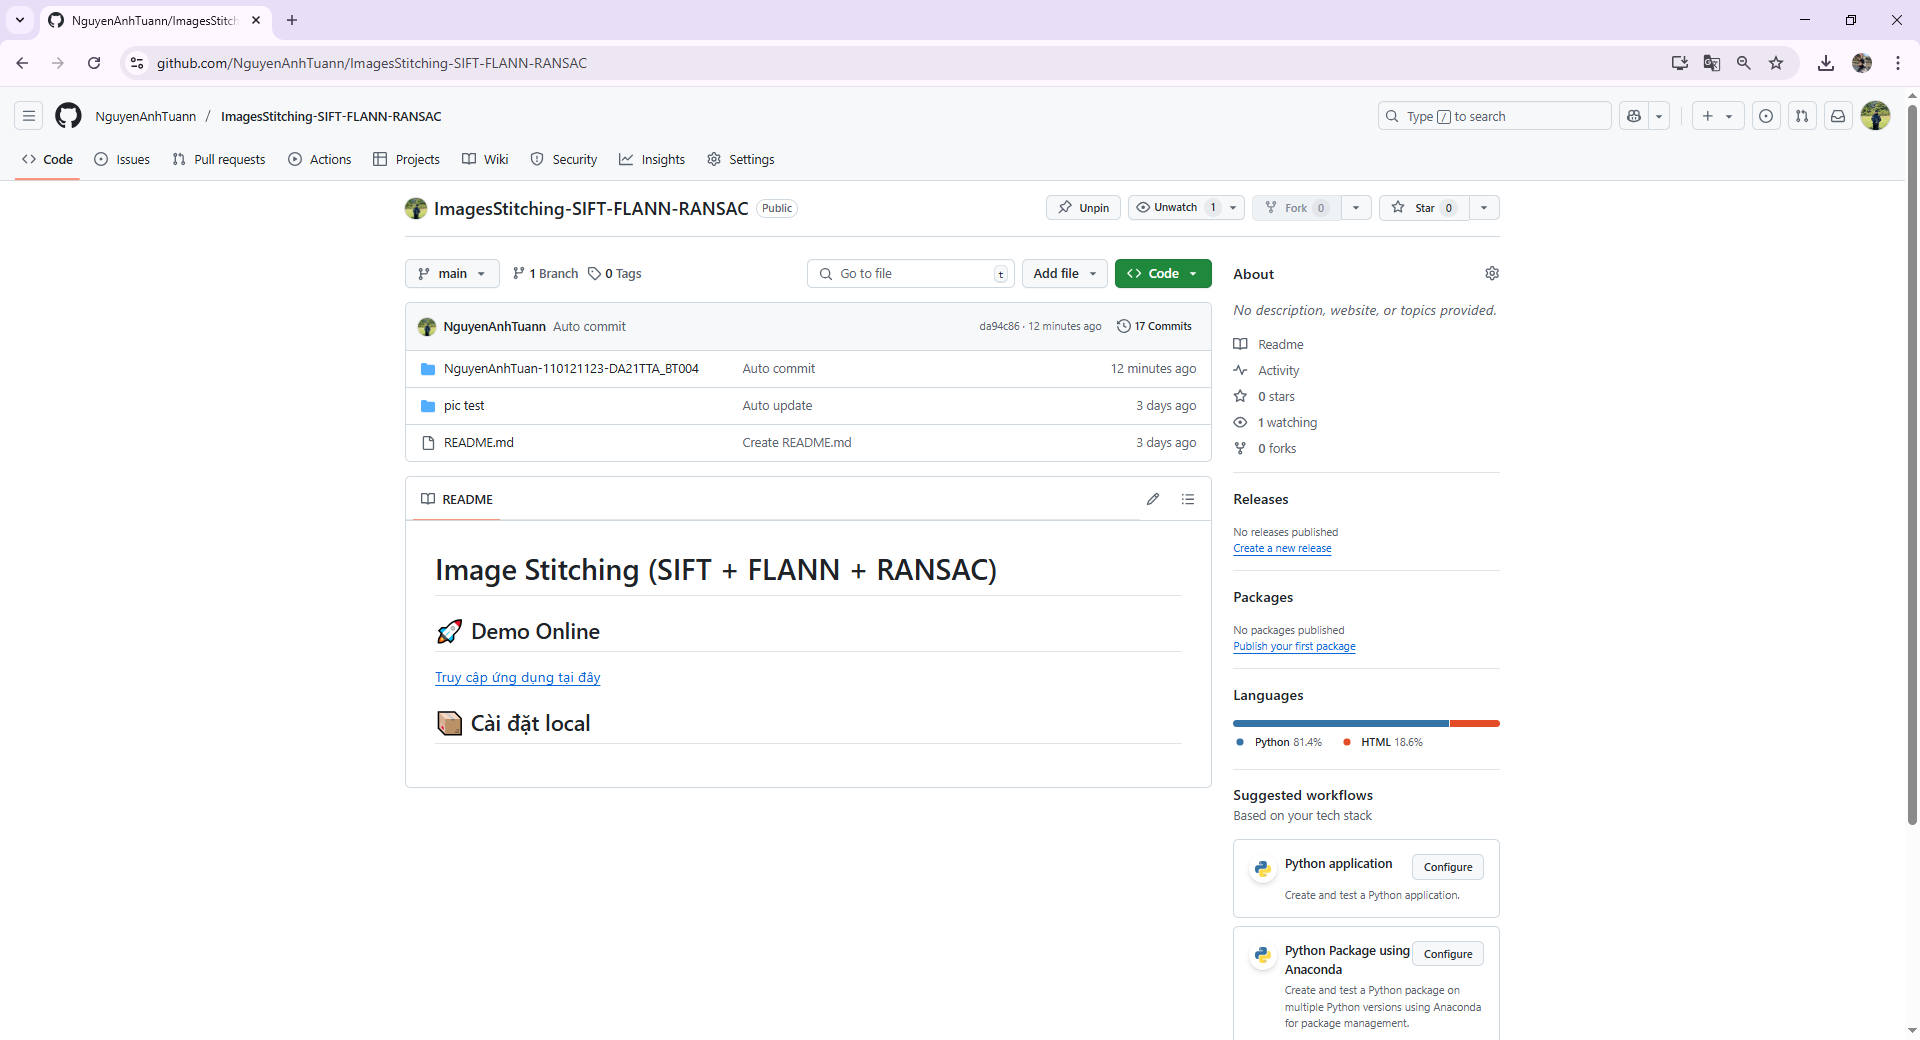 NguyenAnhTuann/ImagesStitch
github.com/NguyenAnhTuann/ImagesStitching-SIFT-FLANN-RANSAC
NguyenAnhTuann / ImagesStitching-SIFT-FLANN-RANSAC
Type / to search
Code Issues Pull requests Actions Projects Wiki Security Insights Settings
ImagesStitching-SIFT-FLANN-RANSAC Public
Unpin Unwatch 1 Fork 0 Star 0
main 1 Branch 0 Tags
Go to file t Add file Code
NguyenAnhTuann Auto commit da94c86 · 12 minutes ago 17 Commits
NguyenAnhTuan-110121123-DA21TTA_BT004 Auto commit 12 minutes ago
pic test Auto update 3 days ago
README.md Create README.md 3 days ago
README
Image Stitching (SIFT + FLANN + RANSAC)
🚀 Demo Online
Truy cập ứng dụng tại đây
📦 Cài đặt local
About
No description, website, or topics provided.
Readme
Activity
0 stars
1 watching
0 forks
Releases
No releases published
Create a new release
Packages
No packages published
Publish your first package
Languages
Python 81.4% HTML 18.6%
Suggested workflows
Based on your tech stack
Python application Configure
Create and test a Python application.
Python Package using Configure
Anaconda
Create and test a Python package on
multiple Python versions using Anaconda
for package management.